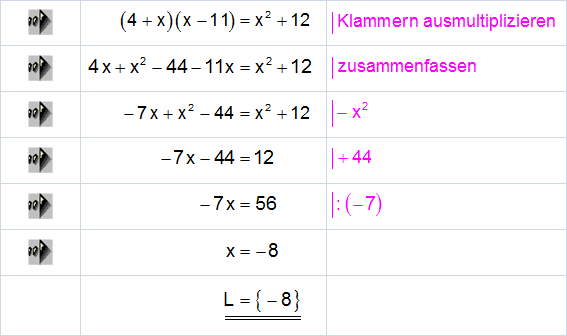 (4 + x)(x − 11) = x² + 12 | Klammern ausmultiplizieren
4x + x² − 44 − 11x = x² + 12 | zusammenfassen
−7x + x² − 44 = x² + 12 | − x²
−7x − 44 = 12 | + 44
−7x = 56 | : (−7)
x = −8
L = {−8}